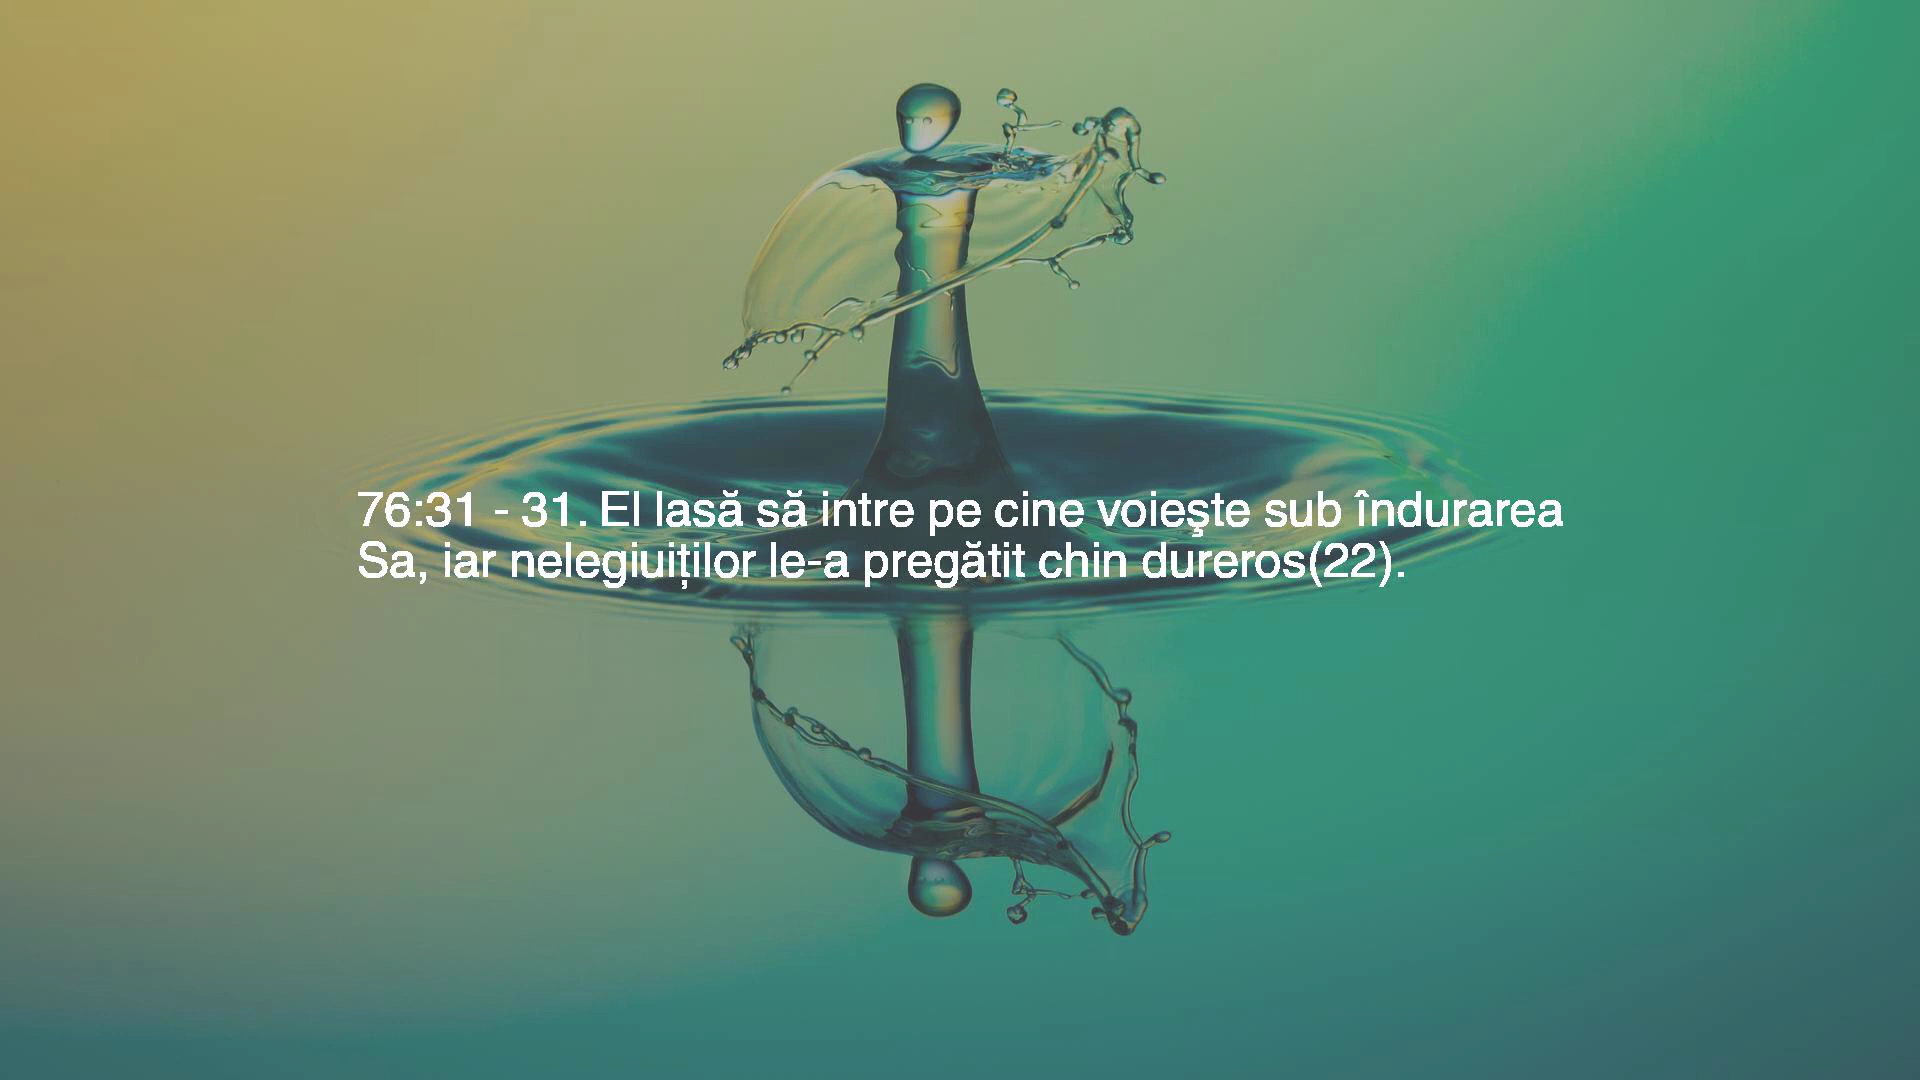 76:31 - 31. El lasă să intre pe cine voieşte sub îndurarea
Sa, iar nelegiuiţilor le-a pregătit chin dureros(22).